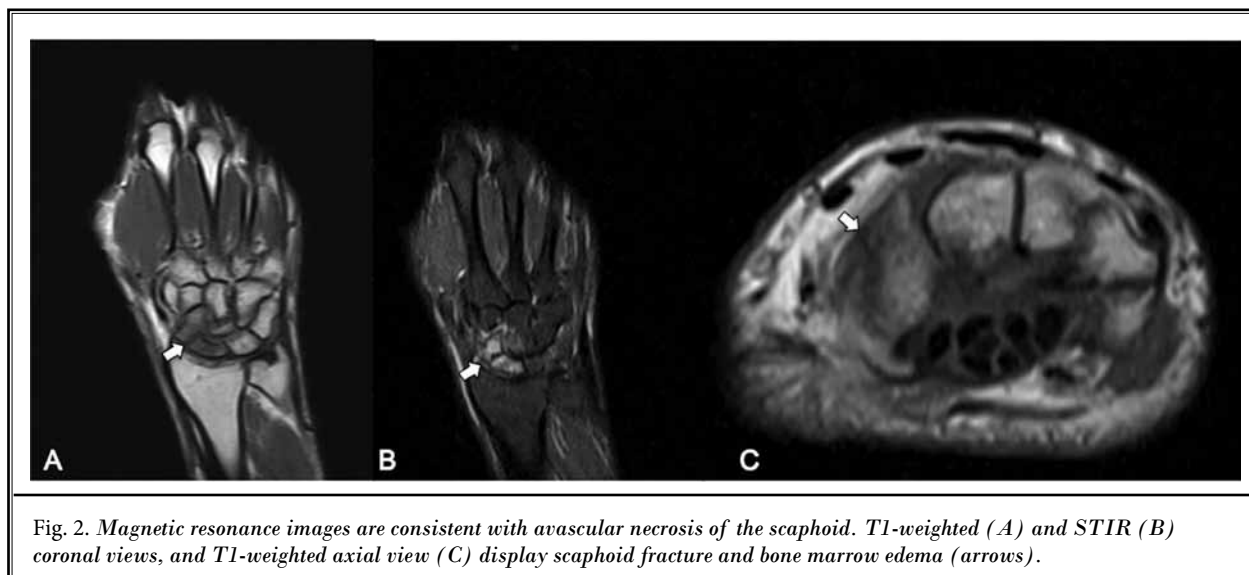 A
B
C
Fig. 2. Magnetic resonance images are consistent with avascular necrosis of the scaphoid. T1-weighted (A) and STIR (B)
coronal views, and T1-weighted axial view (C) display scaphoid fracture and bone marrow edema (arrows).